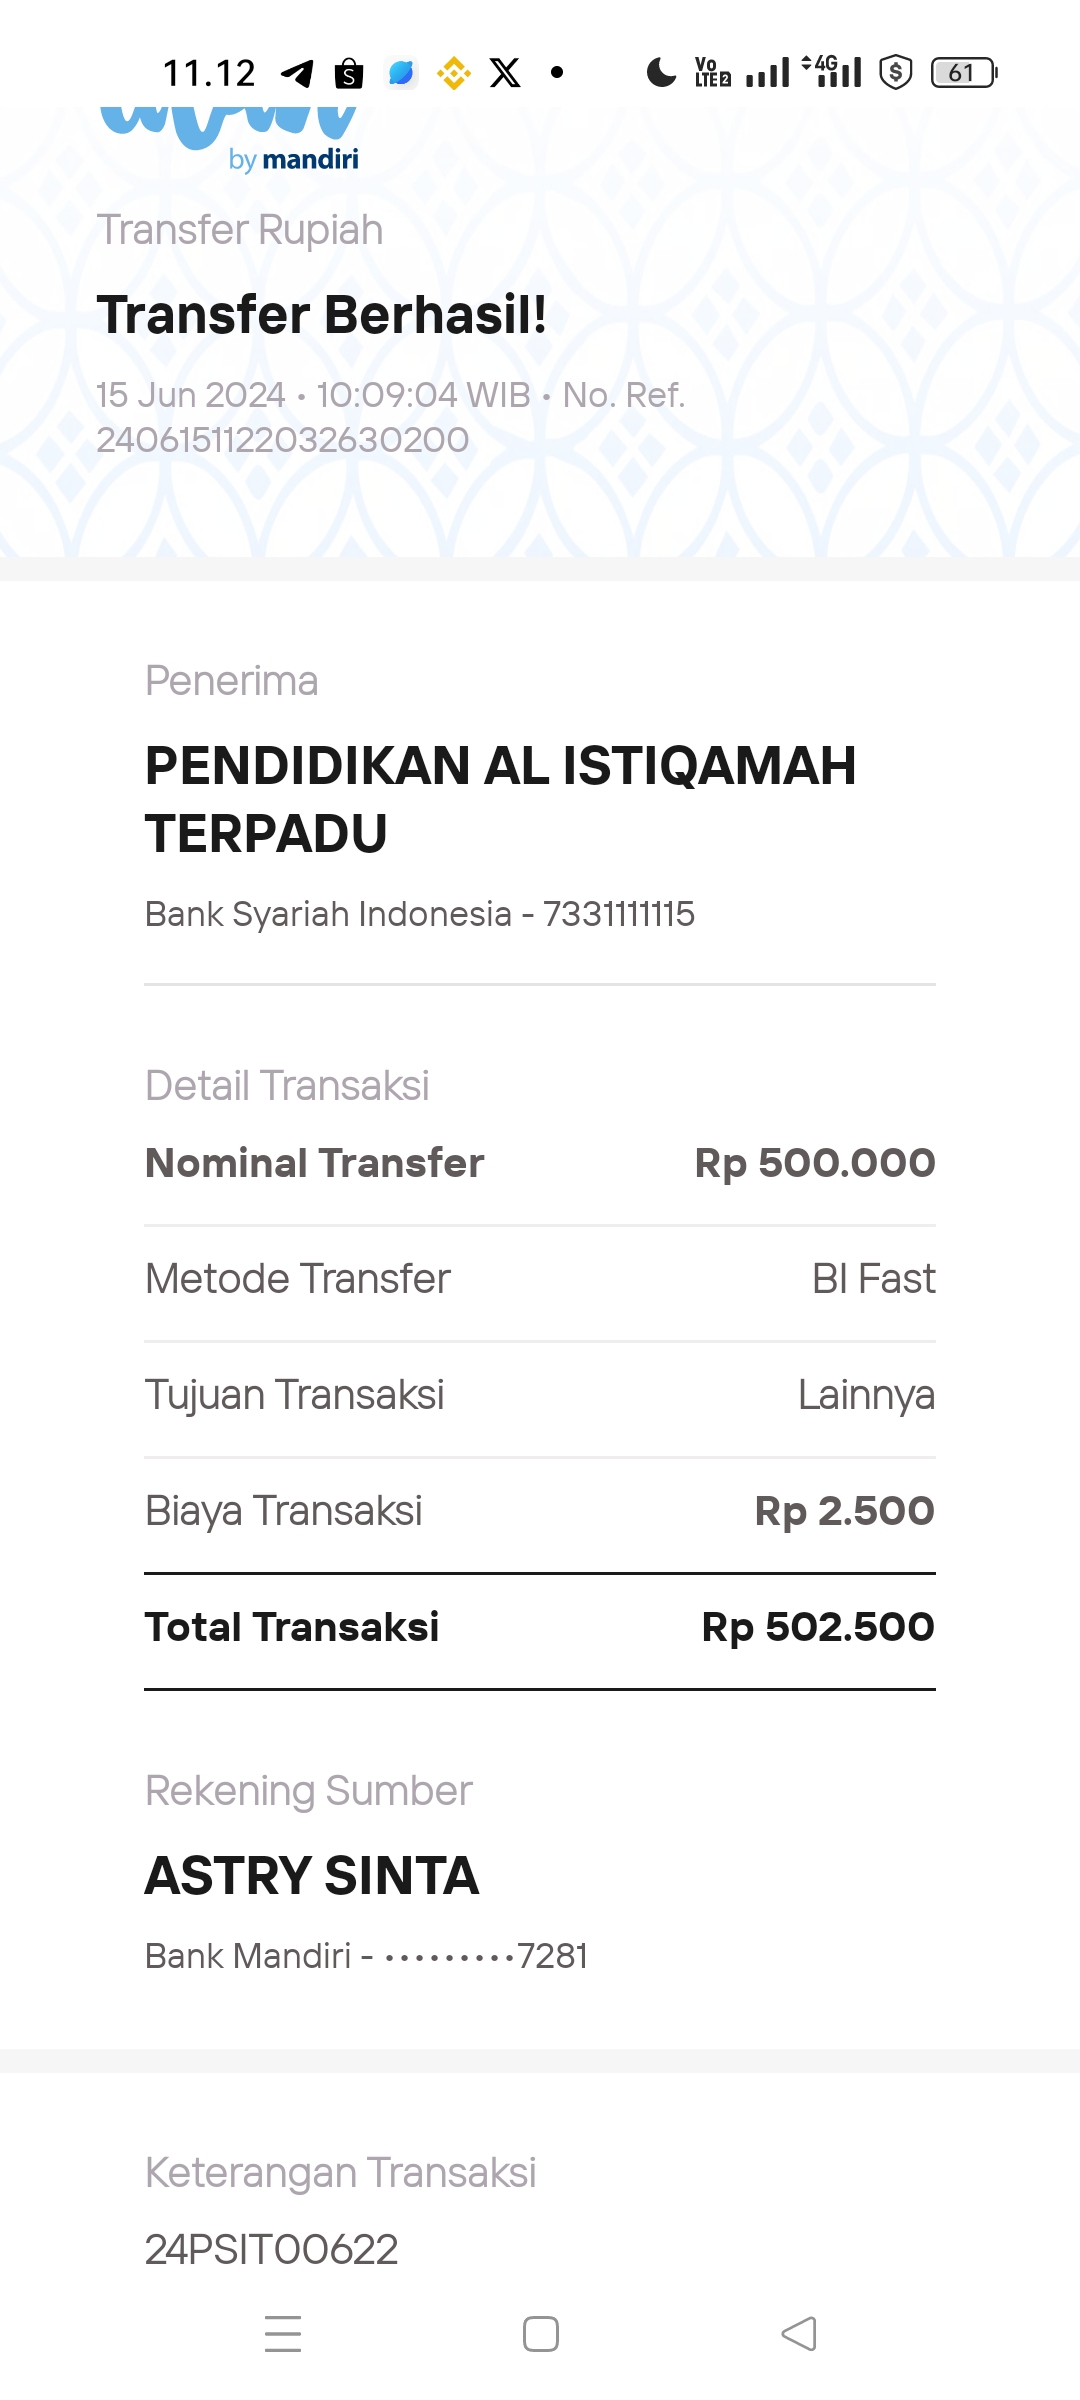 11.12
Vo LTE 2 4G 61
by mandiri
Transfer Rupiah
Transfer Berhasil!
15 Jun 2024 • 10:09:04 WIB • No. Ref.
2406151122032630200
Penerima
PENDIDIKAN AL ISTIQAMAH
TERPADU
Bank Syariah Indonesia - 7331111115
Detail Transaksi
Nominal Transfer Rp 500.000
Metode Transfer BI Fast
Tujuan Transaksi Lainnya
Biaya Transaksi Rp 2.500
Total Transaksi Rp 502.500
Rekening Sumber
ASTRY SINTA
Bank Mandiri - •••••••••7281
Keterangan Transaksi
24PSIT00622